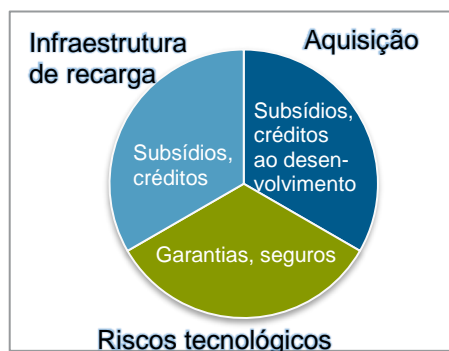 Infraestrutura
de recarga
Aquisição
Subsídios,
créditos
Subsídios,
créditos
ao desen-
volvimento
Garantias, seguros
Riscos tecnológicos